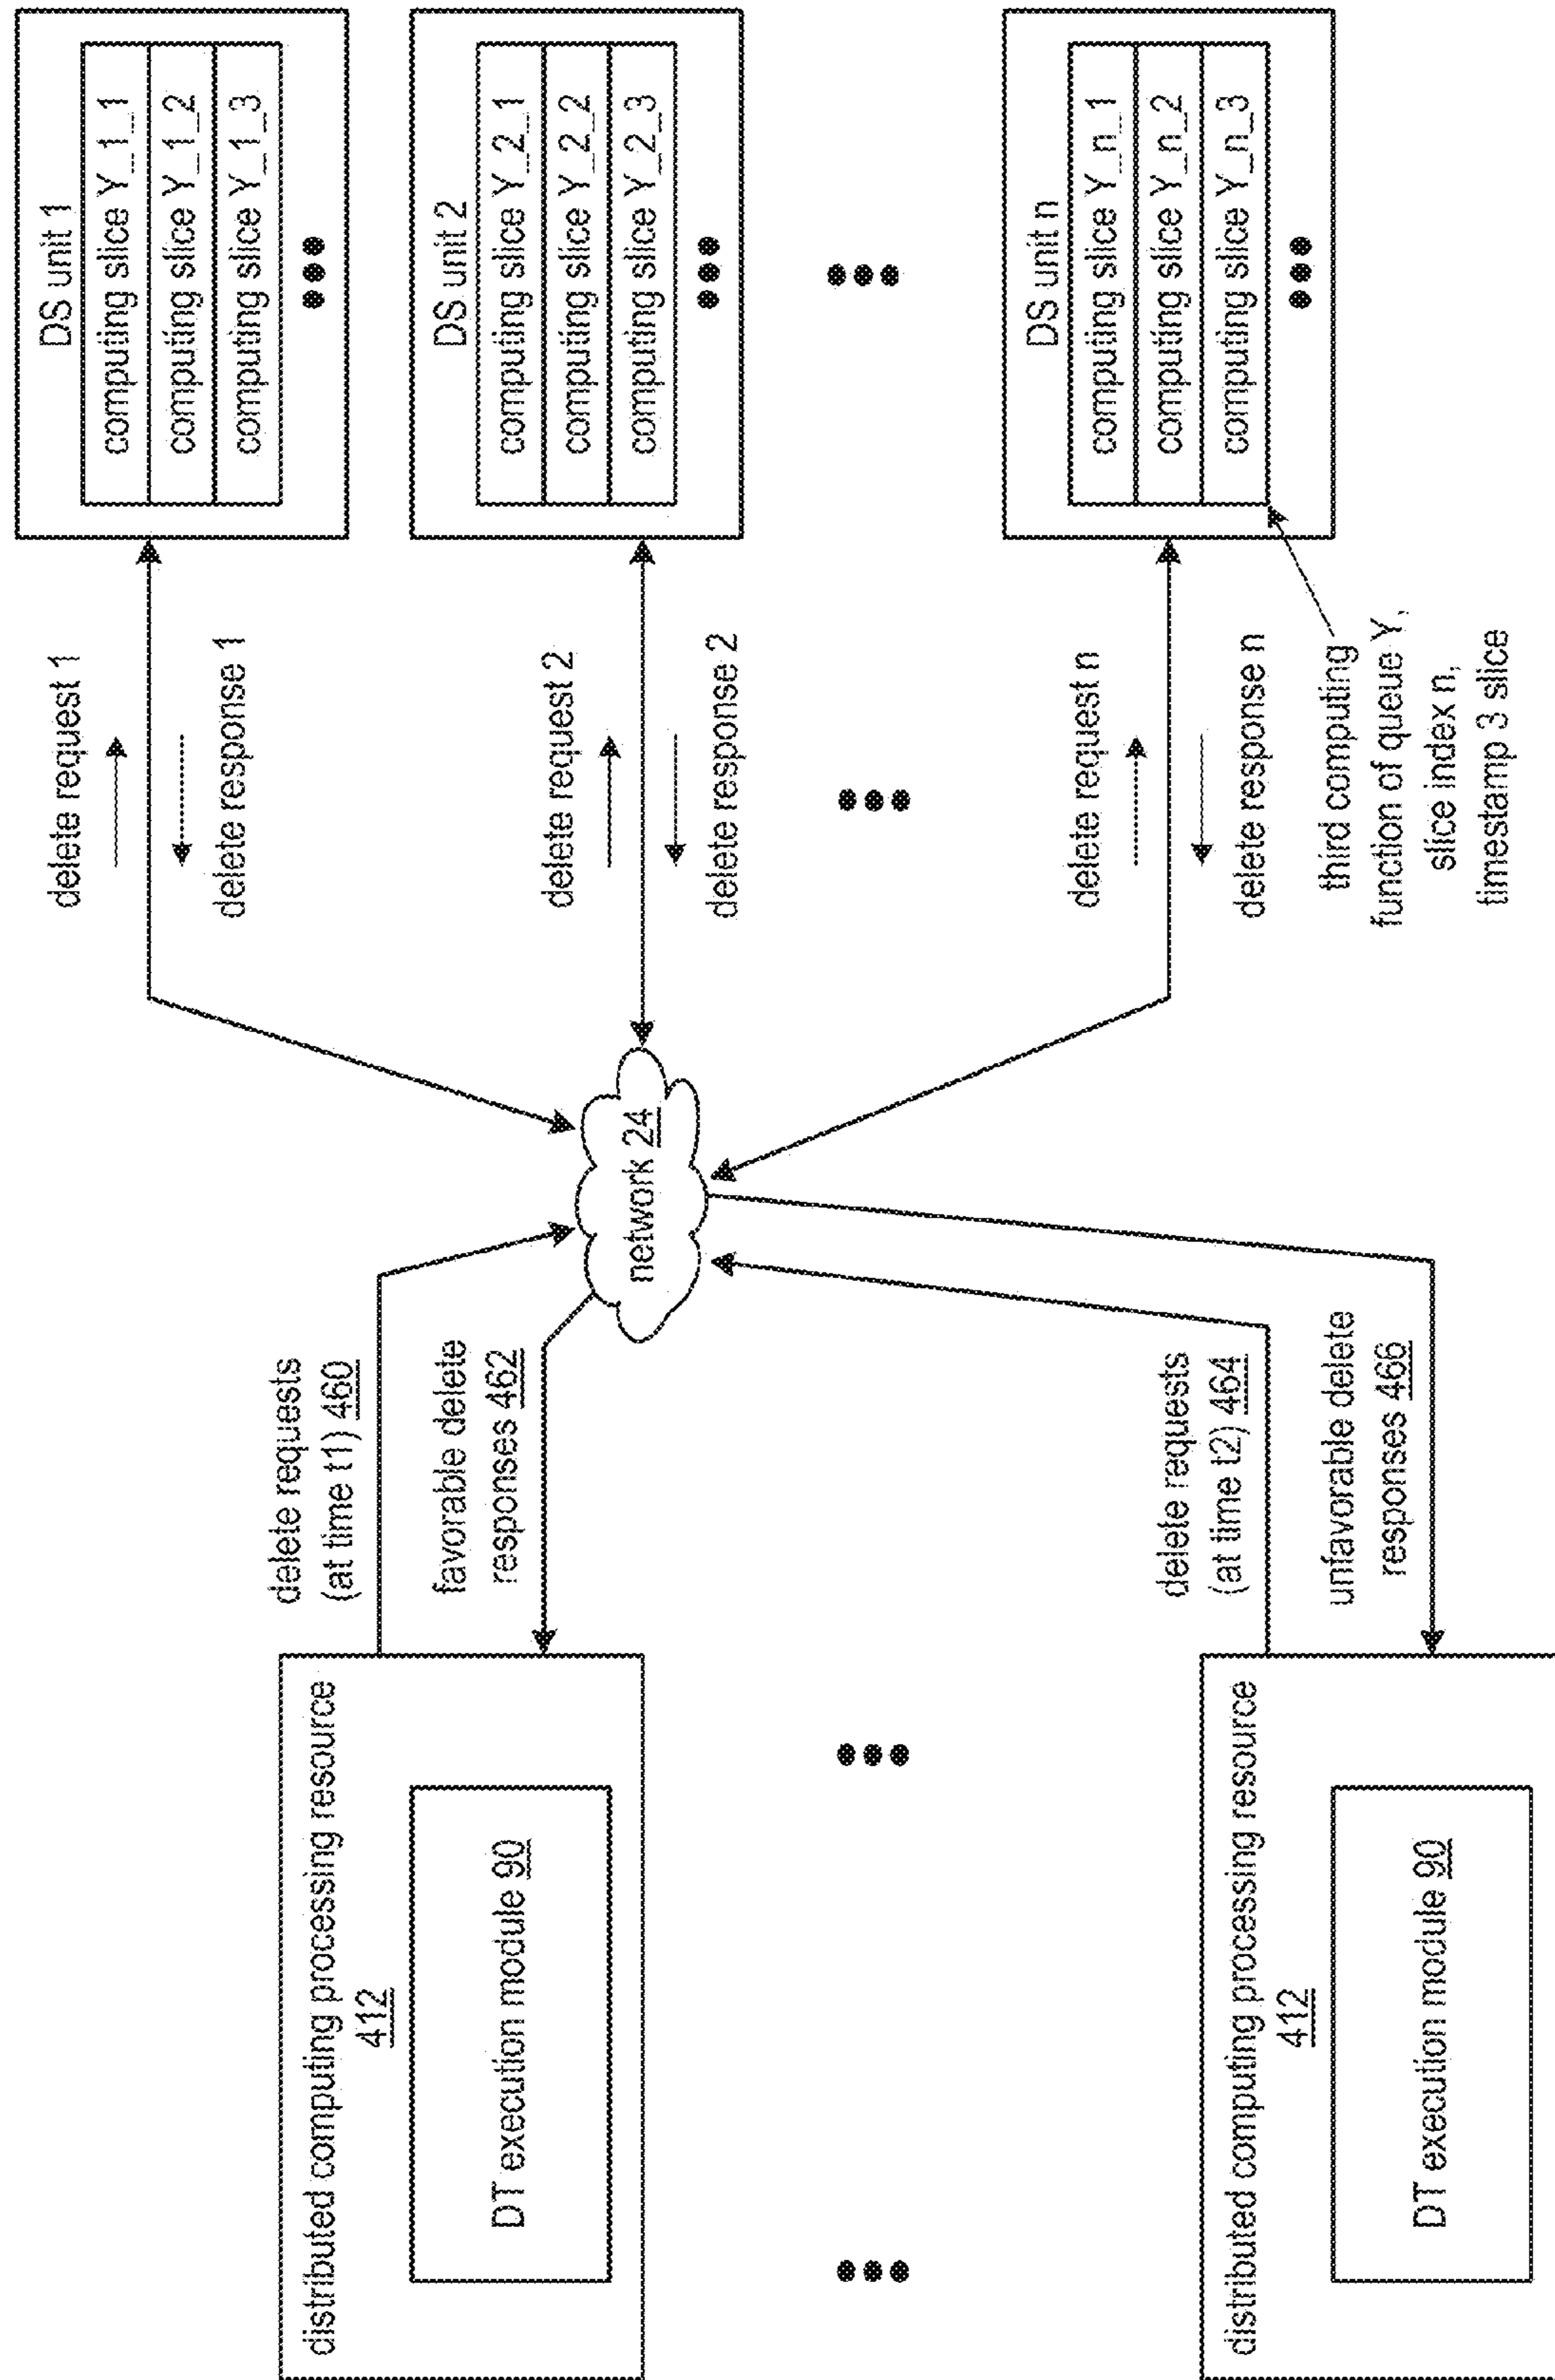 distributed computing processing resource
412
DT execution module 90
delete requests
(at time t1) 460
favorable delete
responses 462
distributed computing processing resource
412
DT execution module 90
delete requests
(at time t2) 464
unfavorable delete
responses 466
network 24
delete request 1
delete response 1
delete request 2
delete response 2
delete request n
delete response n
third computing
function of queue Y,
slice index n,
timestamp 3 slice
DS unit 1
computing slice Y_1_1
computing slice Y_1_2
computing slice Y_1_3
DS unit 2
computing slice Y_2_1
computing slice Y_2_2
computing slice Y_2_3
DS unit n
computing slice Y_n_1
computing slice Y_n_2
computing slice Y_n_3